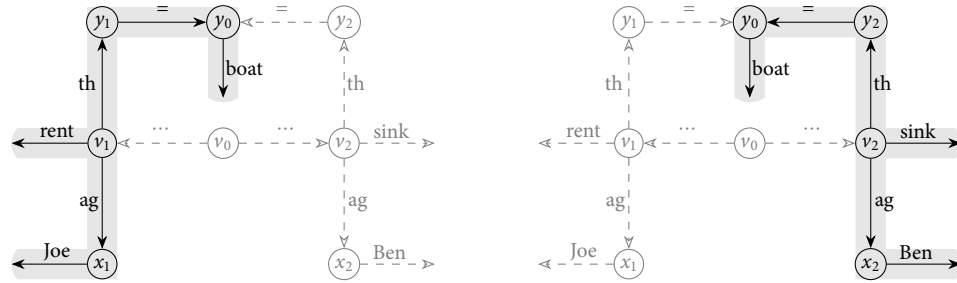 = = = =
y₁ y₀ y₂ y₁ y₀ y₂
boat boat
th th th th
rent ... ... sink rent ... ... sink
v₁ v₀ v₂ v₁ v₀ v₂
ag ag ag ag
Joe Ben Joe Ben
x₁ x₂ x₁ x₂